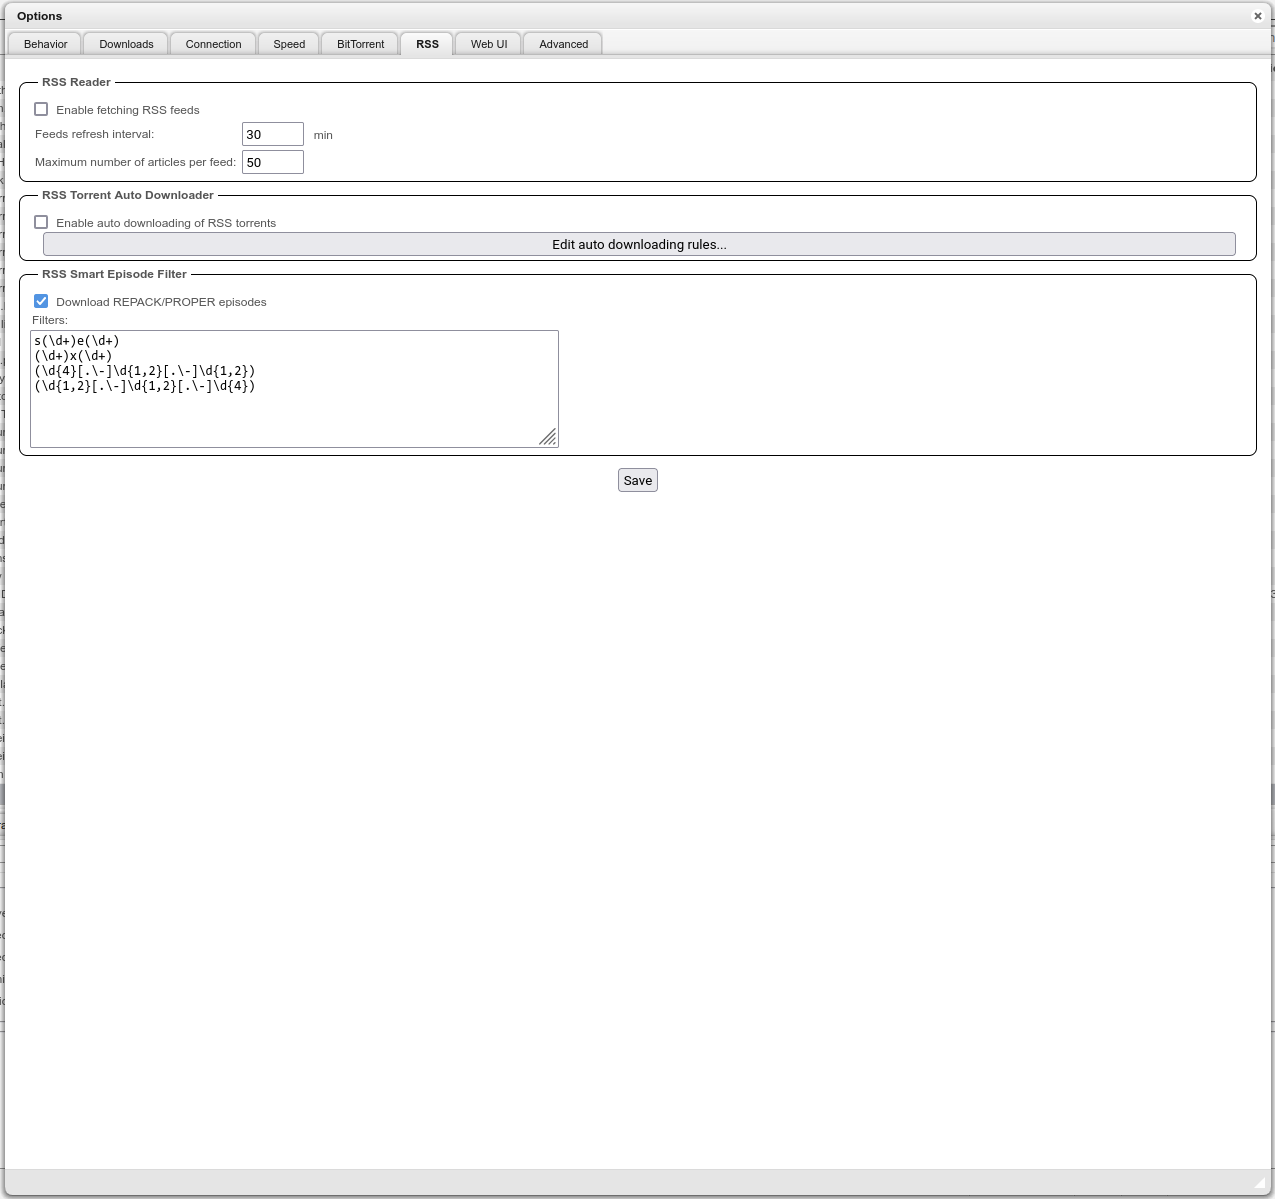 Options
Behavior
Downloads
Connection
Speed
BitTorrent
RSS
Web UI
Advanced
RSS Reader
Enable fetching RSS feeds
Feeds refresh interval: 30 min
Maximum number of articles per feed: 50
RSS Torrent Auto Downloader
Enable auto downloading of RSS torrents
Edit auto downloading rules...
RSS Smart Episode Filter
Download REPACK/PROPER episodes
Filters:
s(\d+)e(\d+)
(\d+)x(\d+)
(\d{4}[.\-]\d{1,2}[.\-]\d{1,2})
(\d{1,2}[.\-]\d{1,2}[.\-]\d{4})
Save